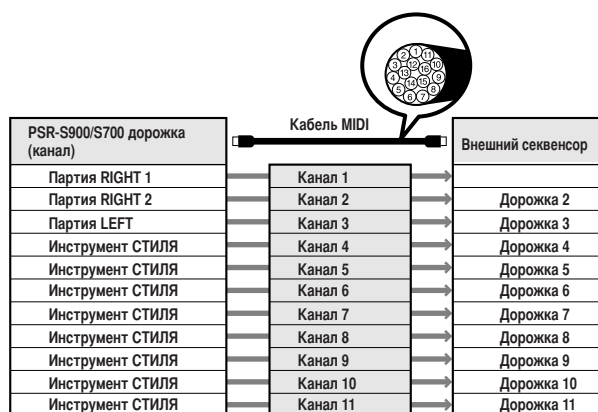 Кабель MIDI
PSR-S900/S700 дорожка
(канал)
Внешний секвенсор
Партия RIGHT 1 Канал 1
Партия RIGHT 2 Канал 2 Дорожка 2
Партия LEFT Канал 3 Дорожка 3
Инструмент СТИЛЯ Канал 4 Дорожка 4
Инструмент СТИЛЯ Канал 5 Дорожка 5
Инструмент СТИЛЯ Канал 6 Дорожка 6
Инструмент СТИЛЯ Канал 7 Дорожка 7
Инструмент СТИЛЯ Канал 8 Дорожка 8
Инструмент СТИЛЯ Канал 9 Дорожка 9
Инструмент СТИЛЯ Канал 10 Дорожка 10
Инструмент СТИЛЯ Канал 11 Дорожка 11